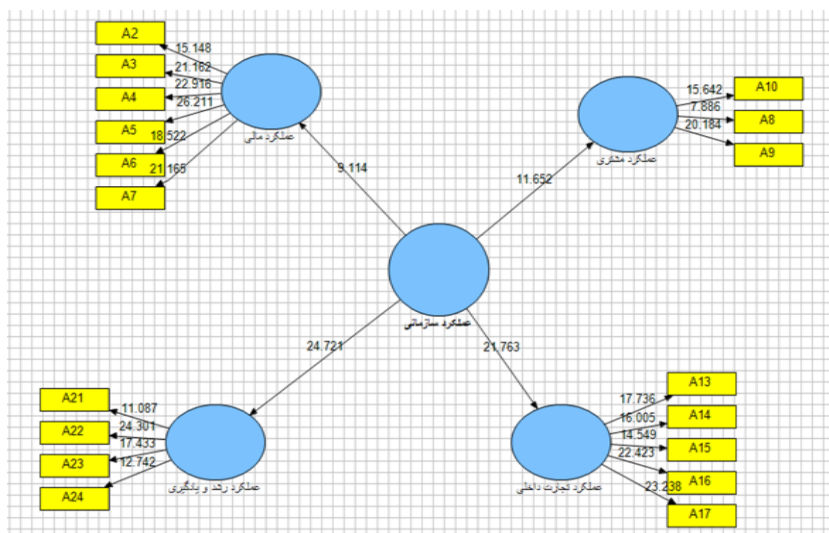 A2
15.148
A3
21.162
A4
22.916
A5
26.211
A6
18.522
A7
21.165
عملکرد مالی
A10
15.642
A8
7.886
A9
20.184
عملکرد مشتری
9.114
11.652
عملکرد سازمانی
24.721
21.763
A21
11.087
A22
24.301
A23
17.433
A24
12.742
عملکرد رشد و یادگیری
A13
17.736
A14
16.005
A15
14.549
A16
22.423
A17
23.238
عملکرد تجارت داخلی